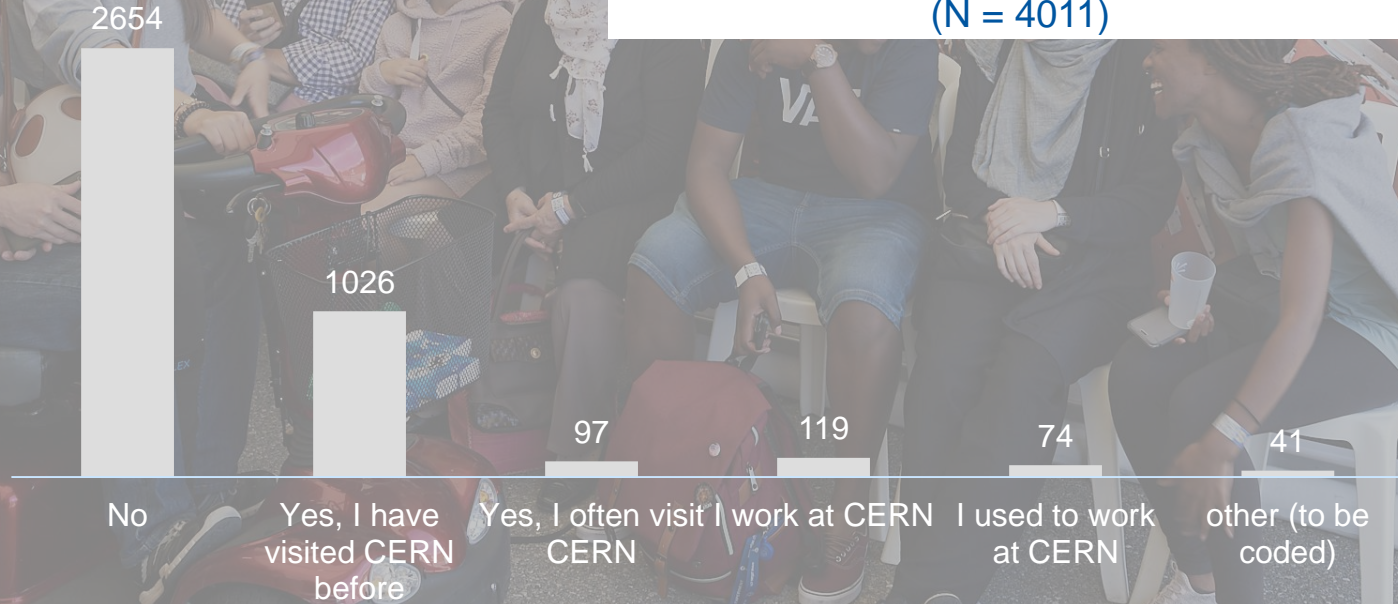 (N = 4011)
2654
1026
97
119
74
41
No
Yes, I have
visited CERN
before
Yes, I often visit
CERN
I work at CERN
I used to work
at CERN
other (to be
coded)